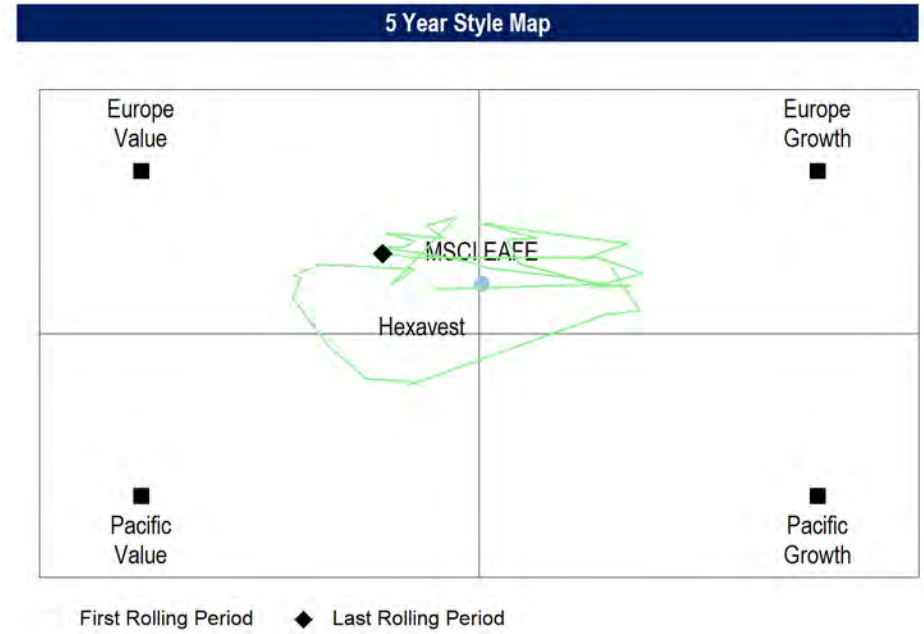 5 Year Style Map
Europe
Value
Europe
Growth
MSCI EAFE
Hexavest
Pacific
Value
Pacific
Growth
First Rolling Period
Last Rolling Period